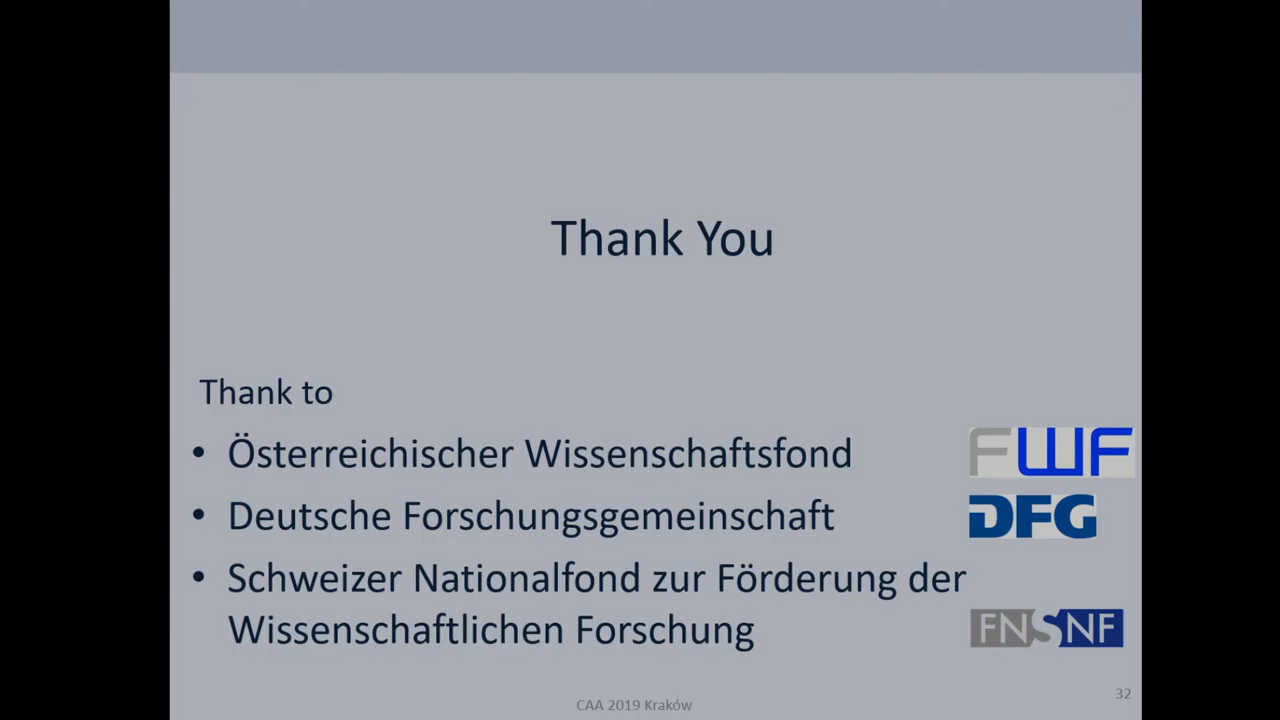 Thank You
Thank to
• Österreichischer Wissenschaftsfond
FWF
• Deutsche Forschungsgemeinschaft
DFG
• Schweizer Nationalfond zur Förderung der
Wissenschaftlichen Forschung
FNSNF
CAA 2019 Kraków
32